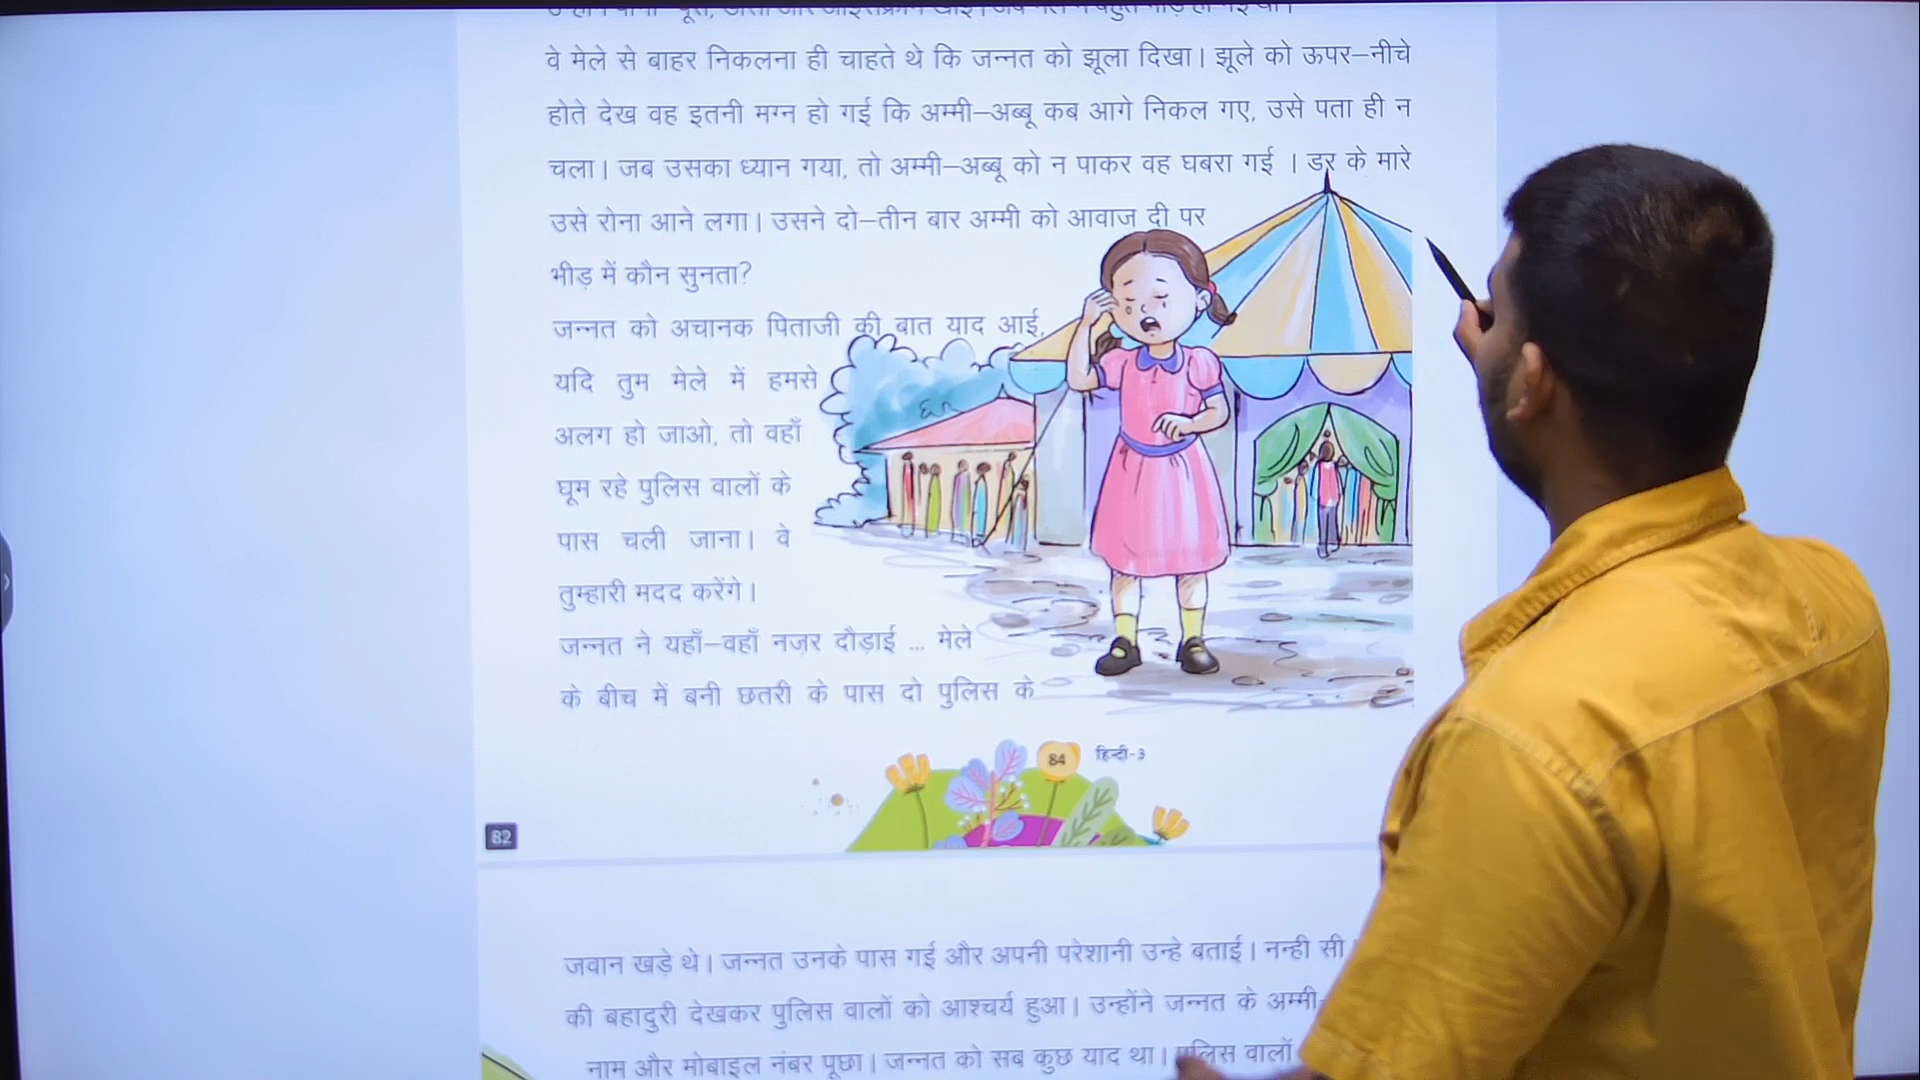 वे मेले से बाहर निकलना ही चाहते थे कि जन्नत को झूला दिखा। झूले को ऊपर–नीचे
होते देख वह इतनी मग्न हो गई कि अम्मी–अब्बू कब आगे निकल गए, उसे पता ही न
चला। जब उसका ध्यान गया, तो अम्मी–अब्बू को न पाकर वह घबरा गई । डर के मारे
उसे रोना आने लगा। उसने दो–तीन बार अम्मी को आवाज दी पर
भीड़ में कौन सुनता?
जन्नत को अचानक पिताजी की बात याद आई,
यदि तुम मेले में हमसे
अलग हो जाओ, तो वहाँ
घूम रहे पुलिस वालों के
पास चली जाना। वे
तुम्हारी मदद करेंगे।
जन्नत ने यहाँ–वहाँ नज़र दौड़ाई ... मेले
के बीच में बनी छतरी के पास दो पुलिस के
84 हिन्दी-3
82
जवान खड़े थे। जन्नत उनके पास गई और अपनी परेशानी उन्हे बताई। नन्ही सी
की बहादुरी देखकर पुलिस वालों को आश्चर्य हुआ। उन्होंने जन्नत के अम्मी–
नाम और मोबाइल नंबर पूछा। जन्नत को सब कुछ याद था। पुलिस वालों